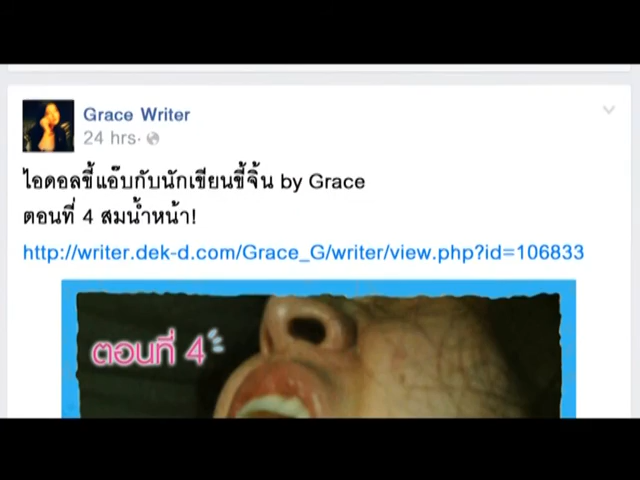 Grace Writer
24 hrs·
ไอดอลขี้แอ๊บกับนักเขียนขี้จิ้น by Grace
ตอนที่ 4 สมน้ำหน้า!
http://writer.dek-d.com/Grace_G/writer/view.php?id=106833
ตอนที่ 4